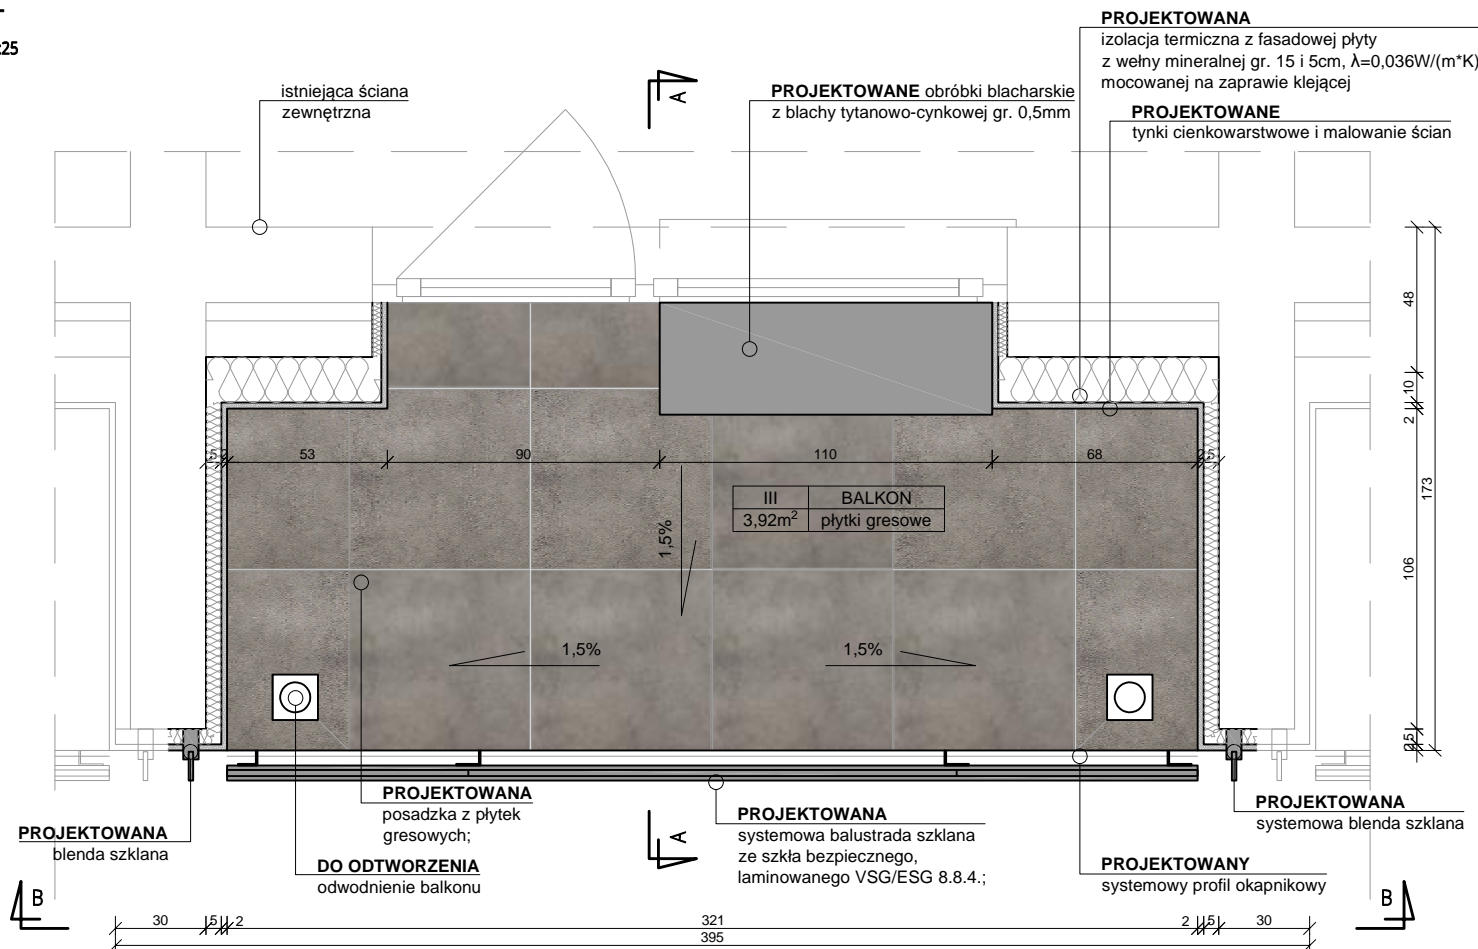 :25
PROJEKTOWANA
izolacja termiczna z fasadowej płyty
z wełny mineralnej gr. 15 i 5cm, λ=0,036W/(m*K)
mocowanej na zaprawie klejącej
istniejąca ściana
zewnętrzna
A
PROJEKTOWANE obróbki blacharskie
z blachy tytanowo-cynkowej gr. 0,5mm
PROJEKTOWANE
tynki cienkowarstwowe i malowanie ścian
48
10
2
173
106
5
53
90
110
68
2
5
III BALKON
3,92m² płytki gresowe
1,5%
1,5%
1,5%
PROJEKTOWANA
blenda szklana
PROJEKTOWANA
posadzka z płytek
gresowych;
DO ODTWORZENIA
odwodnienie balkonu
A
PROJEKTOWANA
systemowa balustrada szklana
ze szkła bezpiecznego,
laminowanego VSG/ESG 8.8.4.;
PROJEKTOWANY
systemowy profil okapnikowy
PROJEKTOWANA
systemowa blenda szklana
B
B
30
5
2
321
2
5
30
395